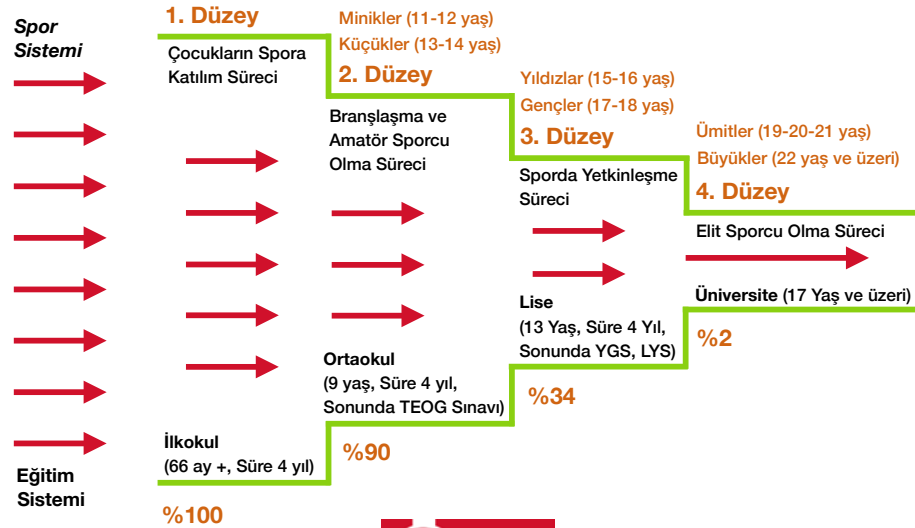 Spor
Sistemi
1. Düzey
Çocukların Spora
Katılım Süreci
Minikler (11-12 yaş)
Küçükler (13-14 yaş)
2. Düzey
Branşlaşma ve
Amatör Sporcu
Olma Süreci
Yıldızlar (15-16 yaş)
Gençler (17-18 yaş)
3. Düzey
Sporda Yetkinleşme
Süreci
Ümitler (19-20-21 yaş)
Büyükler (22 yaş ve üzeri)
4. Düzey
Elit Sporcu Olma Süreci
Eğitim
Sistemi
İlkokul
(66 ay +, Süre 4 yıl)
%100
Ortaokul
(9 yaş, Süre 4 yıl,
Sonunda TEOG Sınavı)
%90
Lise
(13 Yaş, Süre 4 Yıl,
Sonunda YGS, LYS)
%34
Üniversite (17 Yaş ve üzeri)
%2